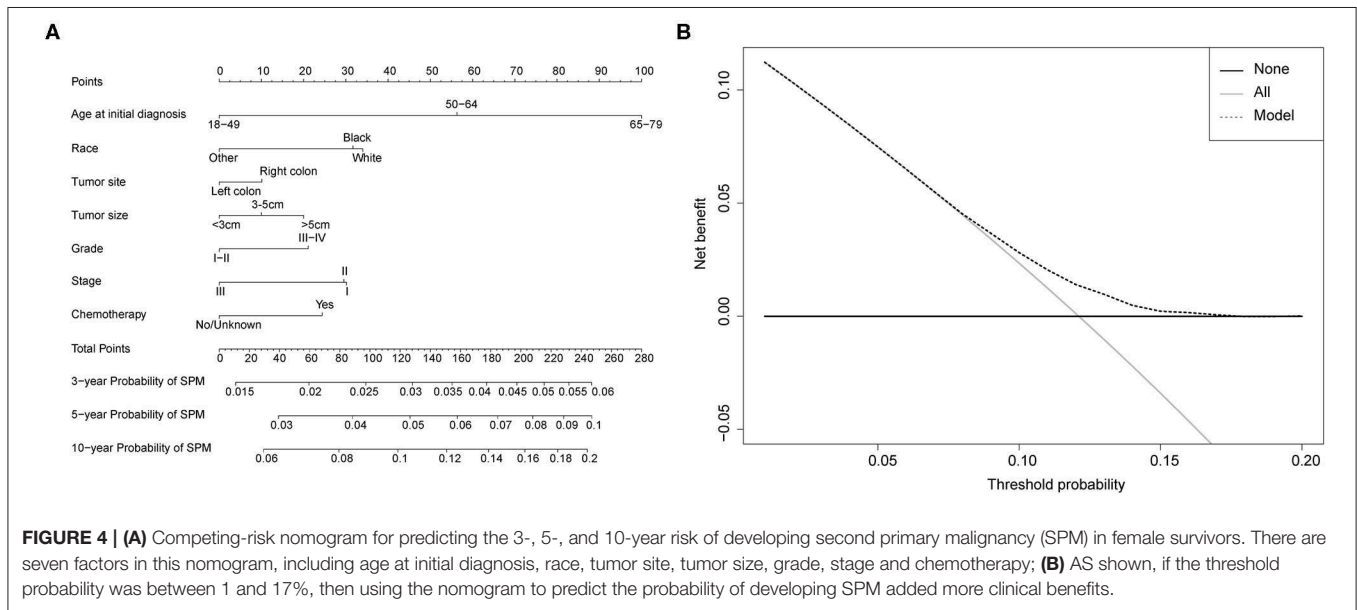 A
Points
0 10 20 30 40 50 60 70 80 90 100
Age at initial diagnosis
50−64
18−49 65−79
Race
Black
Other White
Tumor site
Right colon
Left colon
Tumor size
3-5cm
<3cm >5cm
Grade
III−IV
I−II
Stage
II
III I
Chemotherapy
Yes
No/Unknown
Total Points
0 20 40 60 80 100 120 140 160 180 200 220 240 260 280
3−year Probability of SPM
0.015 0.02 0.025 0.03 0.035 0.04 0.045 0.05 0.055 0.06
5−year Probability of SPM
0.03 0.04 0.05 0.06 0.07 0.08 0.09 0.1
10−year Probability of SPM
0.06 0.08 0.1 0.12 0.14 0.16 0.18 0.2
B
None
All
Model
Net benefit
0.10
0.05
0.00
−0.05
0.05 0.10 0.15 0.20
Threshold probability
FIGURE 4 | (A) Competing-risk nomogram for predicting the 3-, 5-, and 10-year risk of developing second primary malignancy (SPM) in female survivors. There are
seven factors in this nomogram, including age at initial diagnosis, race, tumor site, tumor size, grade, stage and chemotherapy; (B) AS shown, if the threshold
probability was between 1 and 17%, then using the nomogram to predict the probability of developing SPM added more clinical benefits.